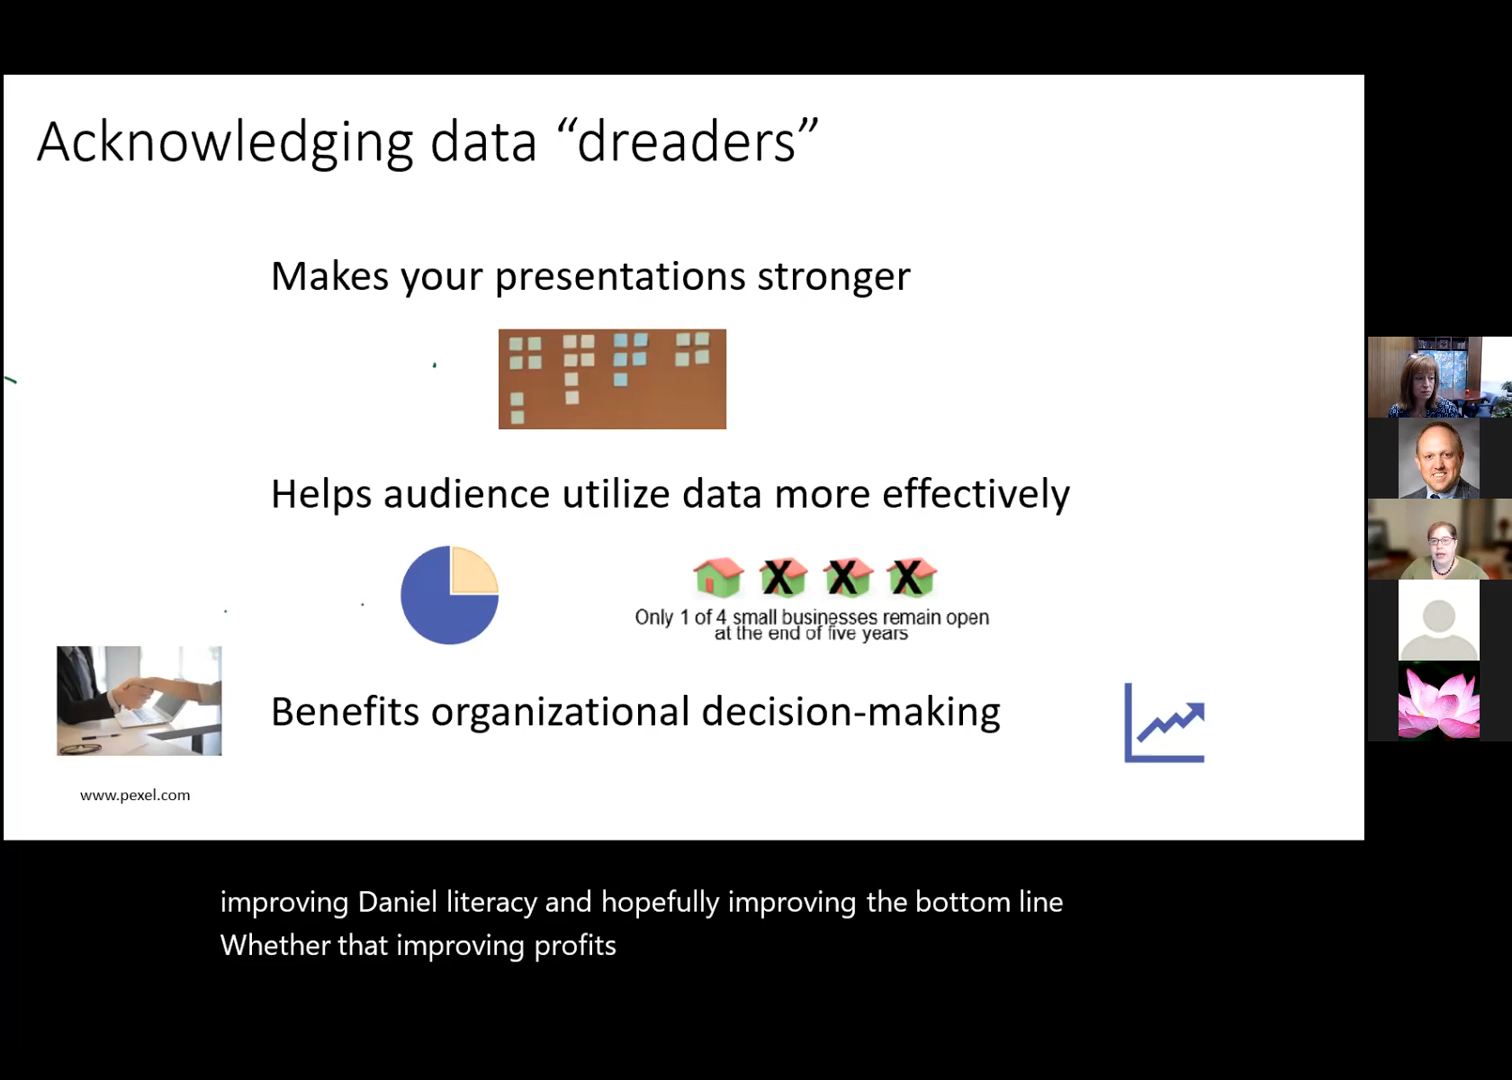 Acknowledging data “dreaders”
Makes your presentations stronger
Helps audience utilize data more effectively
X X X
Only 1 of 4 small businesses remain open
at the end of five years
Benefits organizational decision-making
www.pexel.com
improving Daniel literacy and hopefully improving the bottom line
Whether that improving profits